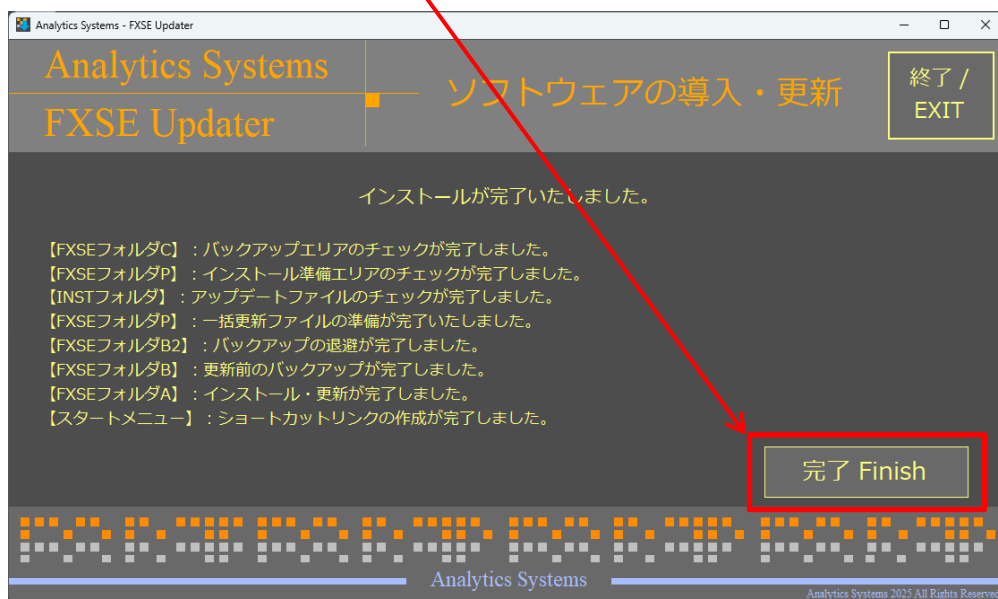 Analytics Systems - FXSE Updater
Analytics Systems
FXSE Updater
ソフトウェアの導入・更新
終了 /
EXIT
インストールが完了いたしました。
【FXSEフォルダC】：バックアップエリアのチェックが完了しました。
【FXSEフォルダP】：インストール準備エリアのチェックが完了しました。
【INSTフォルダ】：アップデートファイルのチェックが完了しました。
【FXSEフォルダP】：一括更新ファイルの準備が完了いたしました。
【FXSEフォルダB2】：バックアップの退避が完了しました。
【FXSEフォルダB】：更新前のバックアップが完了しました。
【FXSEフォルダA】：インストール・更新が完了しました。
【スタートメニュー】：ショートカットリンクの作成が完了しました。
完了 Finish
Analytics Systems
Analytics Systems 2025 All Rights Reserved